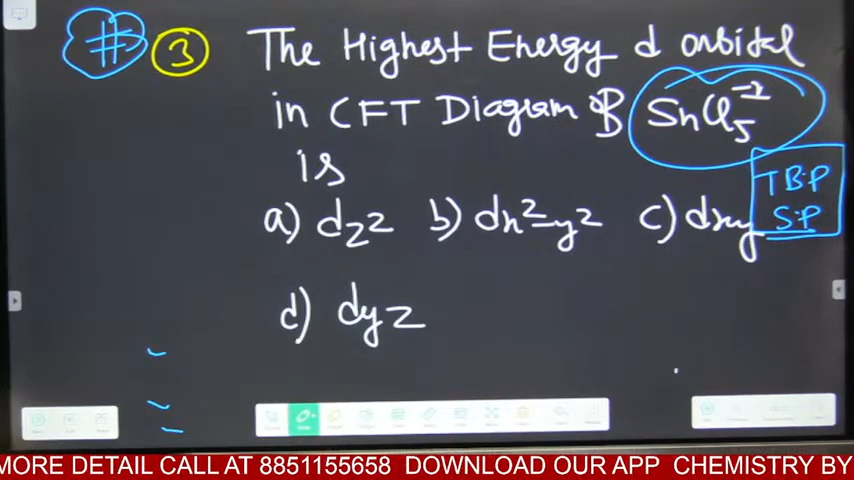 # 3 The Highest Energy d orbital
in CFT Diagram of SnCl5-2
is
TBP
SP
a) dz2 b) dx2-y2 c) dxy
d) dyz
MORE DETAIL CALL AT 8851155658 DOWNLOAD OUR APP CHEMISTRY BY